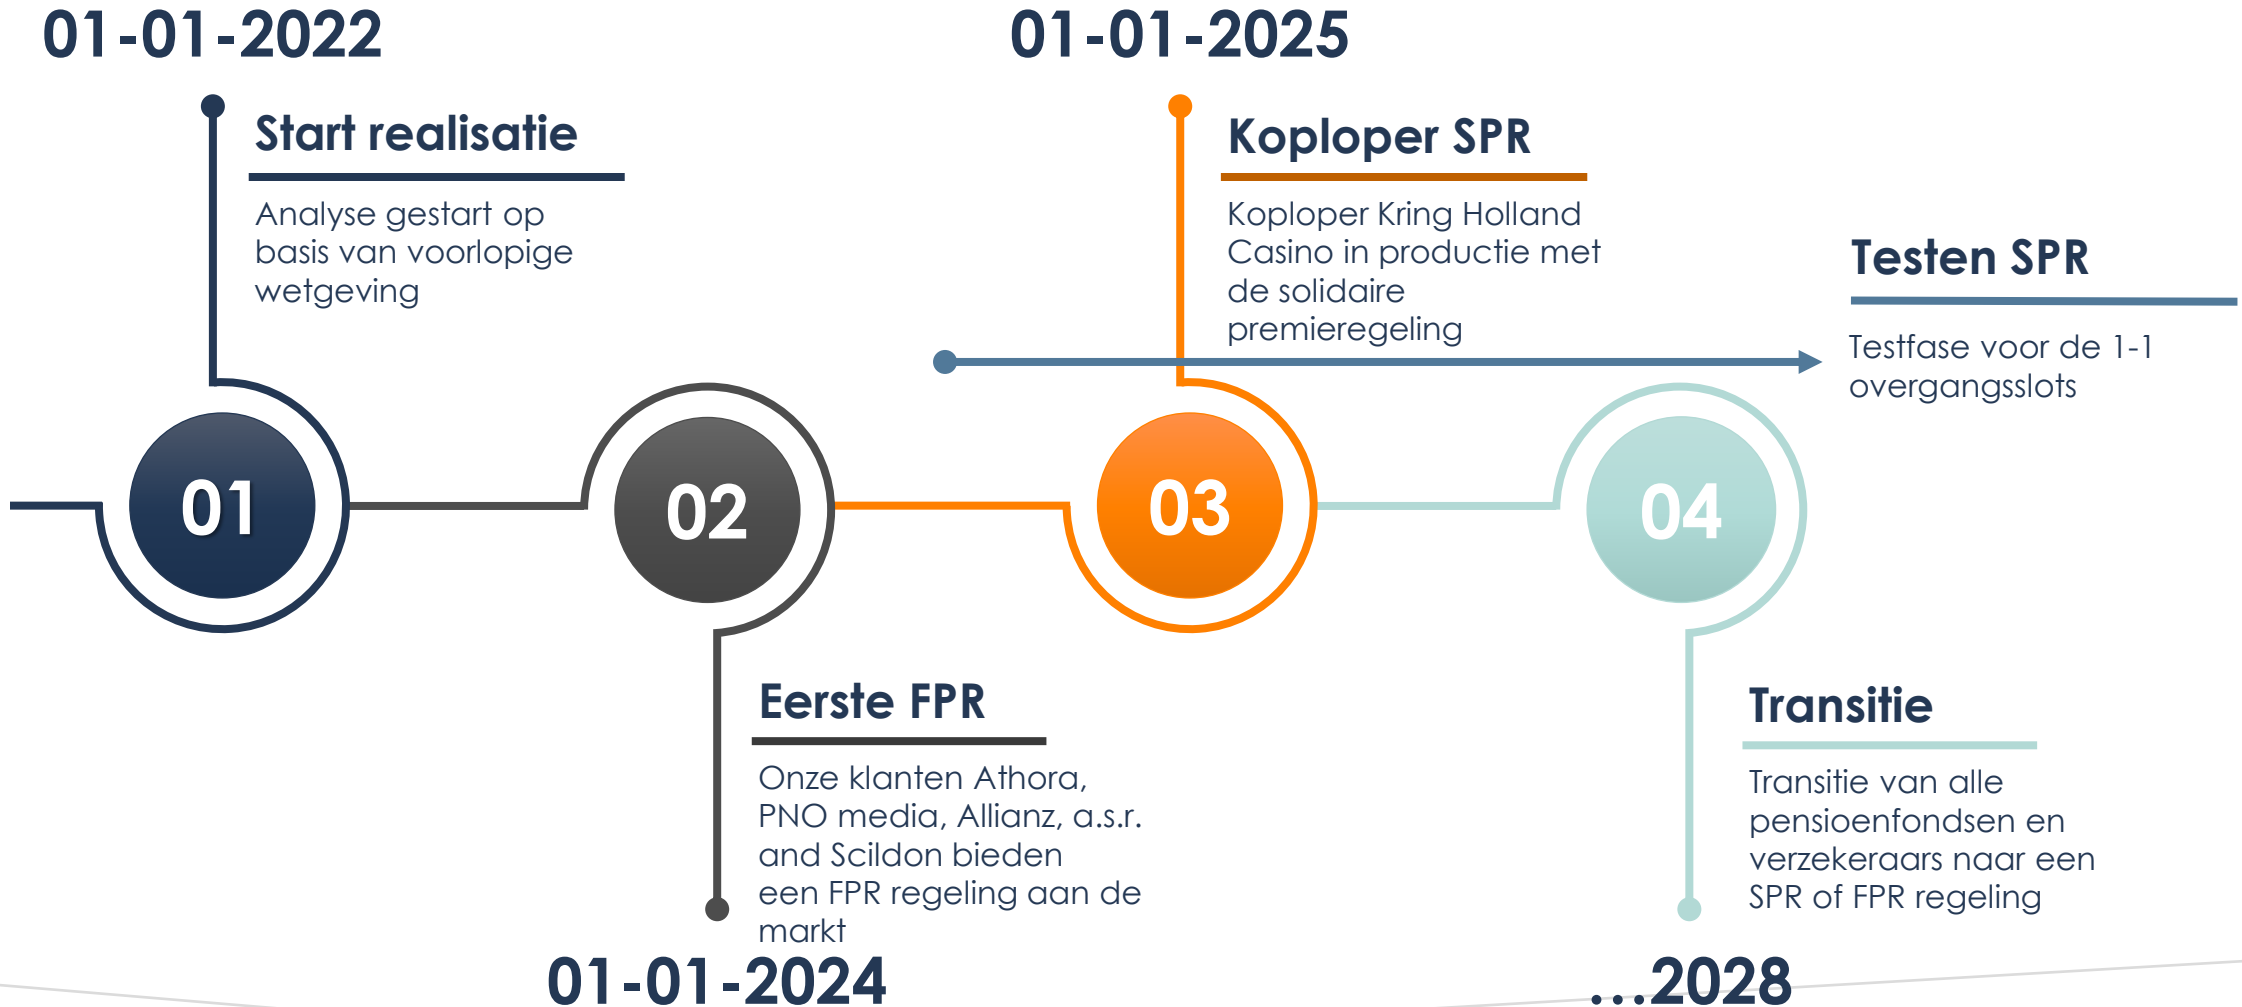 01-01-2022
Start realisatie
Analyse gestart op
basis van voorlopige
wetgeving
01
02
Eerste FPR
Onze klanten Athora,
PNO media, Allianz, a.s.r.
and Scildon bieden
een FPR regeling aan de
markt
01-01-2024
01-01-2025
Koploper SPR
Koploper Kring Holland
Casino in productie met
de solidaire
premieregeling
03
Testen SPR
Testfase voor de 1-1
overgangsslots
04
Transitie
Transitie van alle
pensioenfondsen en
verzekeraars naar een
SPR of FPR regeling
...2028